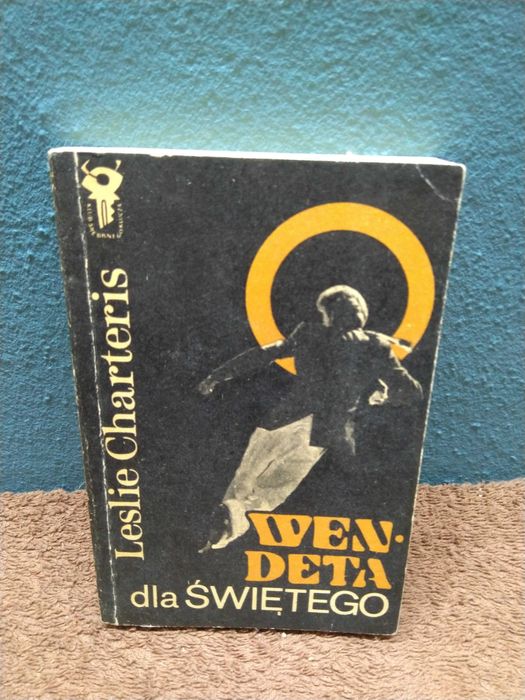 Leslie Charteris
WEN-
DETA
dla ŚWIĘTEGO